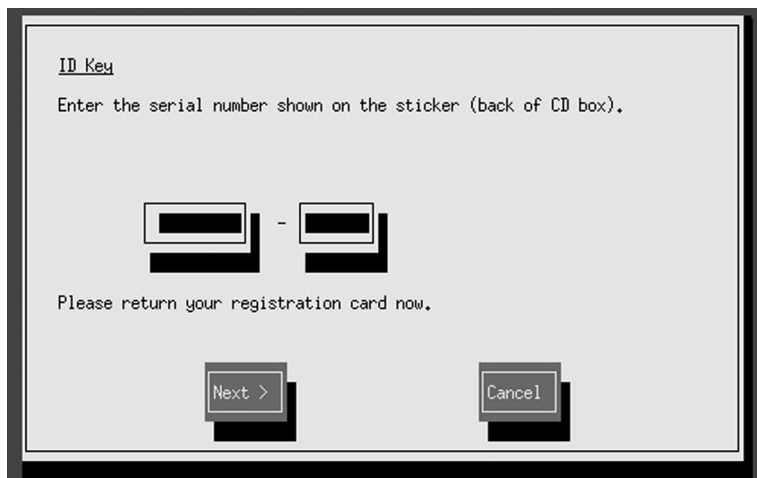 ID Key
Enter the serial number shown on the sticker (back of CD box).
-
Please return your registration card now.
Next >
Cancel